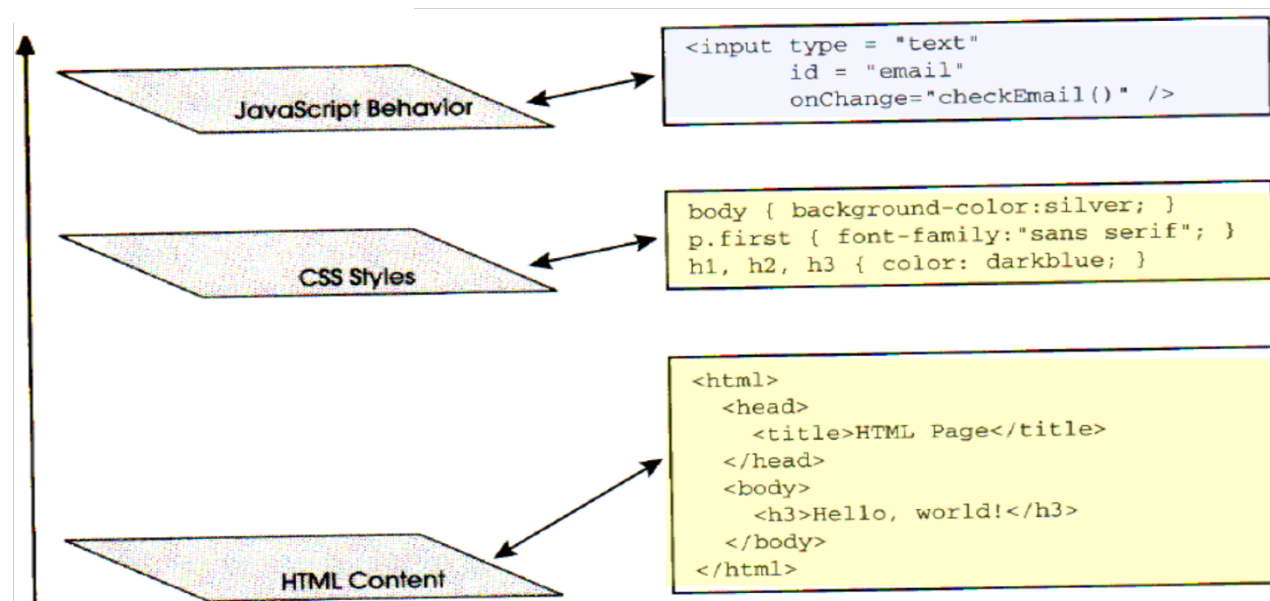 JavaScript Behavior
<input type = "text"
id = "email"
onChange="checkEmail()" />
CSS Styles
body { background-color:silver; }
p.first { font-family:"sans serif"; }
h1, h2, h3 { color: darkblue; }
HTML Content
<html>
<head>
<title>HTML Page</title>
</head>
<body>
<h3>Hello, world!</h3>
</body>
</html>